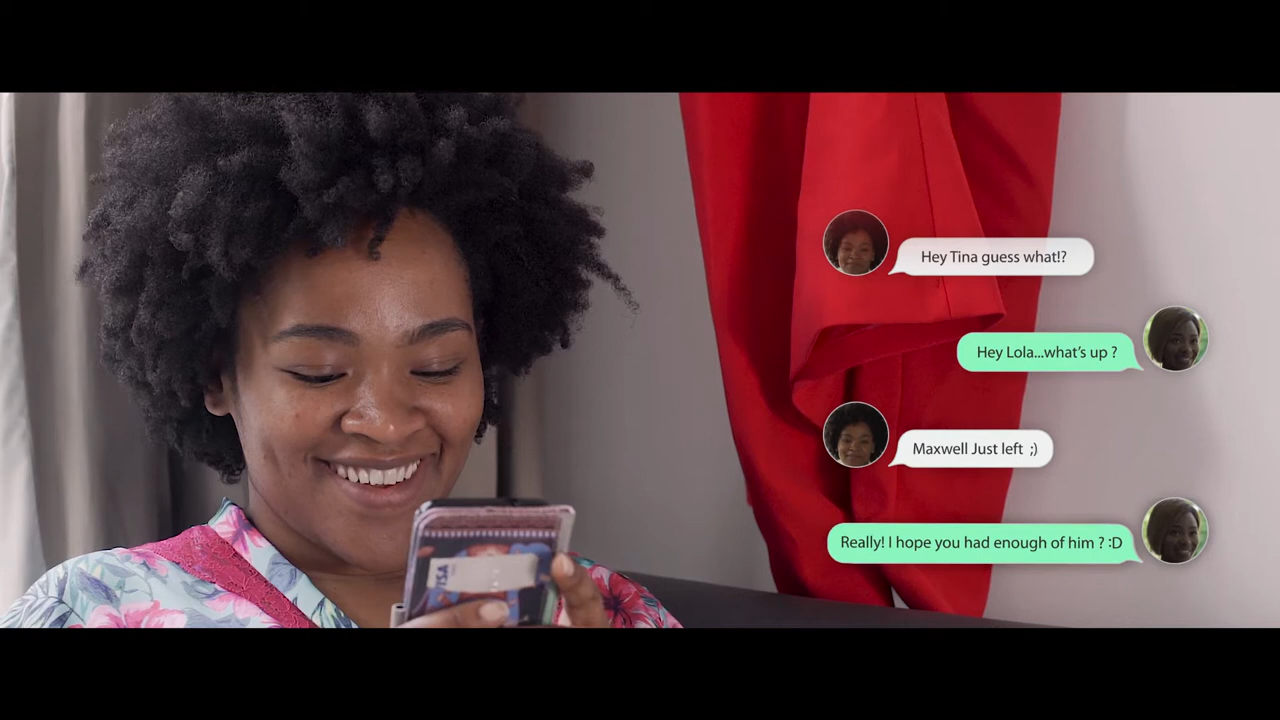 Hey Tina guess what!?
Hey Lola...what's up ?
Maxwell Just left ;)
Really! I hope you had enough of him ? :D
VISA